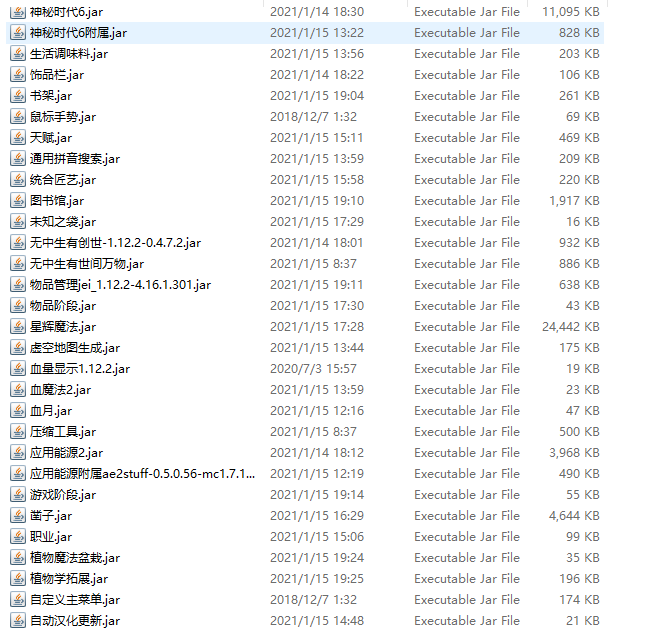 神秘时代6.jar 2021/1/14 18:30 Executable Jar File 11,095 KB
神秘时代6附属.jar 2021/1/15 13:22 Executable Jar File 828 KB
生活调味料.jar 2021/1/15 13:56 Executable Jar File 203 KB
饰品栏.jar 2021/1/14 18:22 Executable Jar File 106 KB
书架.jar 2021/1/15 19:04 Executable Jar File 261 KB
鼠标手势.jar 2018/12/7 1:32 Executable Jar File 69 KB
天赋.jar 2021/1/15 15:11 Executable Jar File 469 KB
通用拼音搜索.jar 2021/1/15 13:59 Executable Jar File 209 KB
统合匠艺.jar 2021/1/15 15:58 Executable Jar File 220 KB
图书馆.jar 2021/1/15 19:10 Executable Jar File 1,917 KB
未知之袋.jar 2021/1/15 17:29 Executable Jar File 16 KB
无中生有创世-1.12.2-0.4.7.2.jar 2021/1/14 18:01 Executable Jar File 932 KB
无中生有世间万物.jar 2021/1/15 8:37 Executable Jar File 886 KB
物品管理jei_1.12.2-4.16.1.301.jar 2021/1/15 19:11 Executable Jar File 638 KB
物品阶段.jar 2021/1/15 17:30 Executable Jar File 43 KB
星辉魔法.jar 2021/1/15 17:28 Executable Jar File 24,442 KB
虚空地图生成.jar 2021/1/15 13:44 Executable Jar File 175 KB
血量显示1.12.2.jar 2020/7/3 15:57 Executable Jar File 19 KB
血魔法2.jar 2021/1/15 13:59 Executable Jar File 23 KB
血月.jar 2021/1/15 12:16 Executable Jar File 47 KB
压缩工具.jar 2021/1/15 8:37 Executable Jar File 500 KB
应用能源2.jar 2021/1/14 18:12 Executable Jar File 3,968 KB
应用能源附属ae2stuff-0.5.0.56-mc1.7.1... 2021/1/15 12:19 Executable Jar File 490 KB
游戏阶段.jar 2021/1/15 19:14 Executable Jar File 55 KB
凿子.jar 2021/1/15 16:29 Executable Jar File 4,644 KB
职业.jar 2021/1/15 15:06 Executable Jar File 99 KB
植物魔法盆栽.jar 2021/1/15 19:24 Executable Jar File 35 KB
植物学拓展.jar 2021/1/15 19:25 Executable Jar File 196 KB
自定义主菜单.jar 2018/12/7 1:32 Executable Jar File 174 KB
自动汉化更新.jar 2021/1/15 14:48 Executable Jar File 21 KB